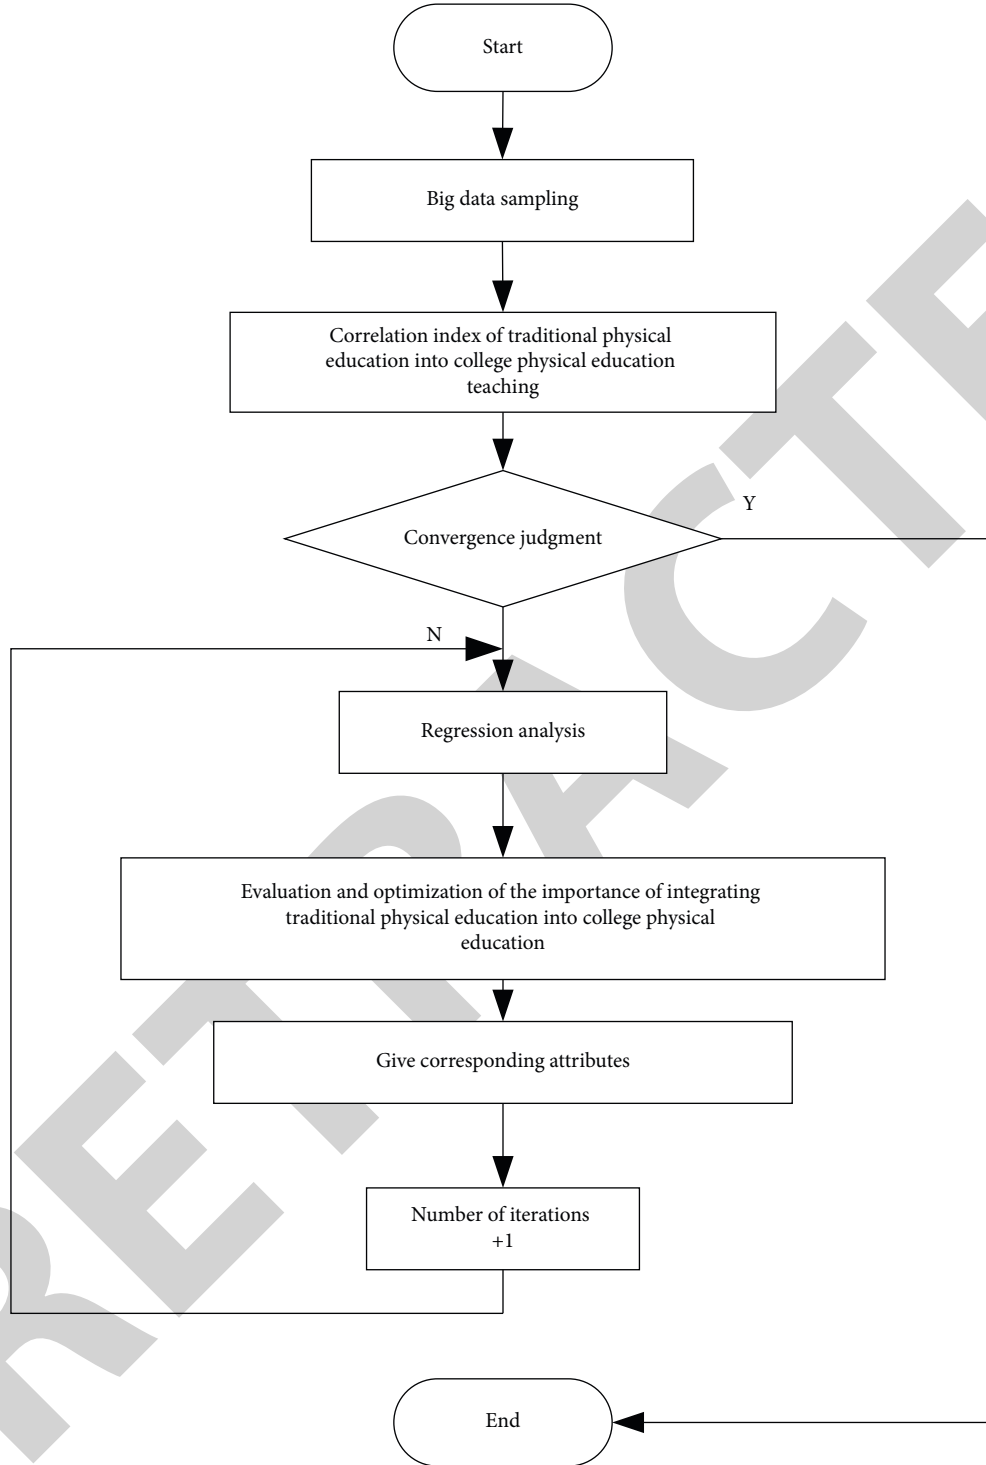 Start
Big data sampling
Correlation index of traditional physical
education into college physical education
teaching
Convergence judgment
Y
N
Regression analysis
Evaluation and optimization of the importance of integrating
traditional physical education into college physical
education
Give corresponding attributes
Number of iterations
+1
End
RETRACTE